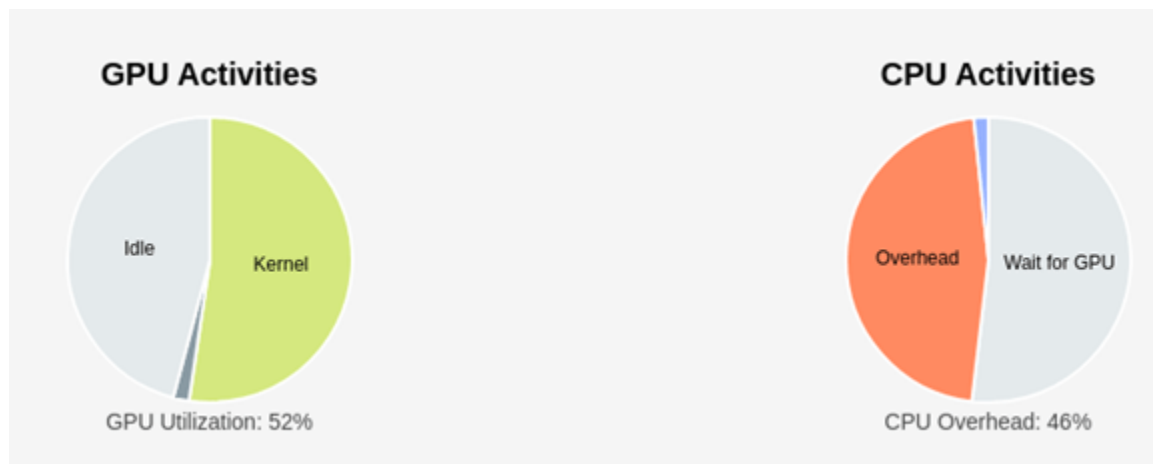 GPU Activities
Idle
Kernel
GPU Utilization: 52%
CPU Activities
Overhead
Wait for GPU
CPU Overhead: 46%